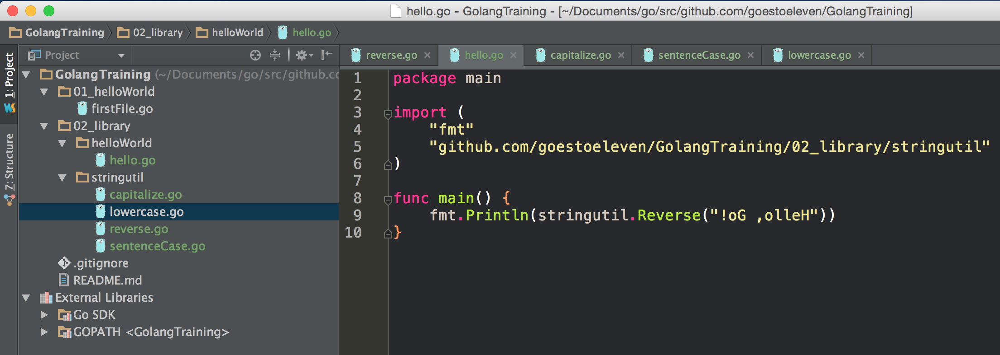 hello.go - GolangTraining - [~/Documents/go/src/github.com/goestoeleven/GolangTraining]
GolangTraining 02_library helloWorld hello.go
1: Project
7: Structure
Project
GolangTraining (~/Documents/go/src/github.co
01_helloWorld
firstFile.go
02_library
helloWorld
hello.go
stringutil
capitalize.go
lowercase.go
reverse.go
sentenceCase.go
.gitignore
README.md
External Libraries
Go SDK
GOPATH <GolangTraining>
reverse.go hello.go capitalize.go sentenceCase.go lowercase.go
1 package main
2
3 import (
4 "fmt"
5 "github.com/goestoeleven/GolangTraining/02_library/stringutil"
6 )
7
8 func main() {
9 fmt.Println(stringutil.Reverse("!oG ,olleH"))
10 }